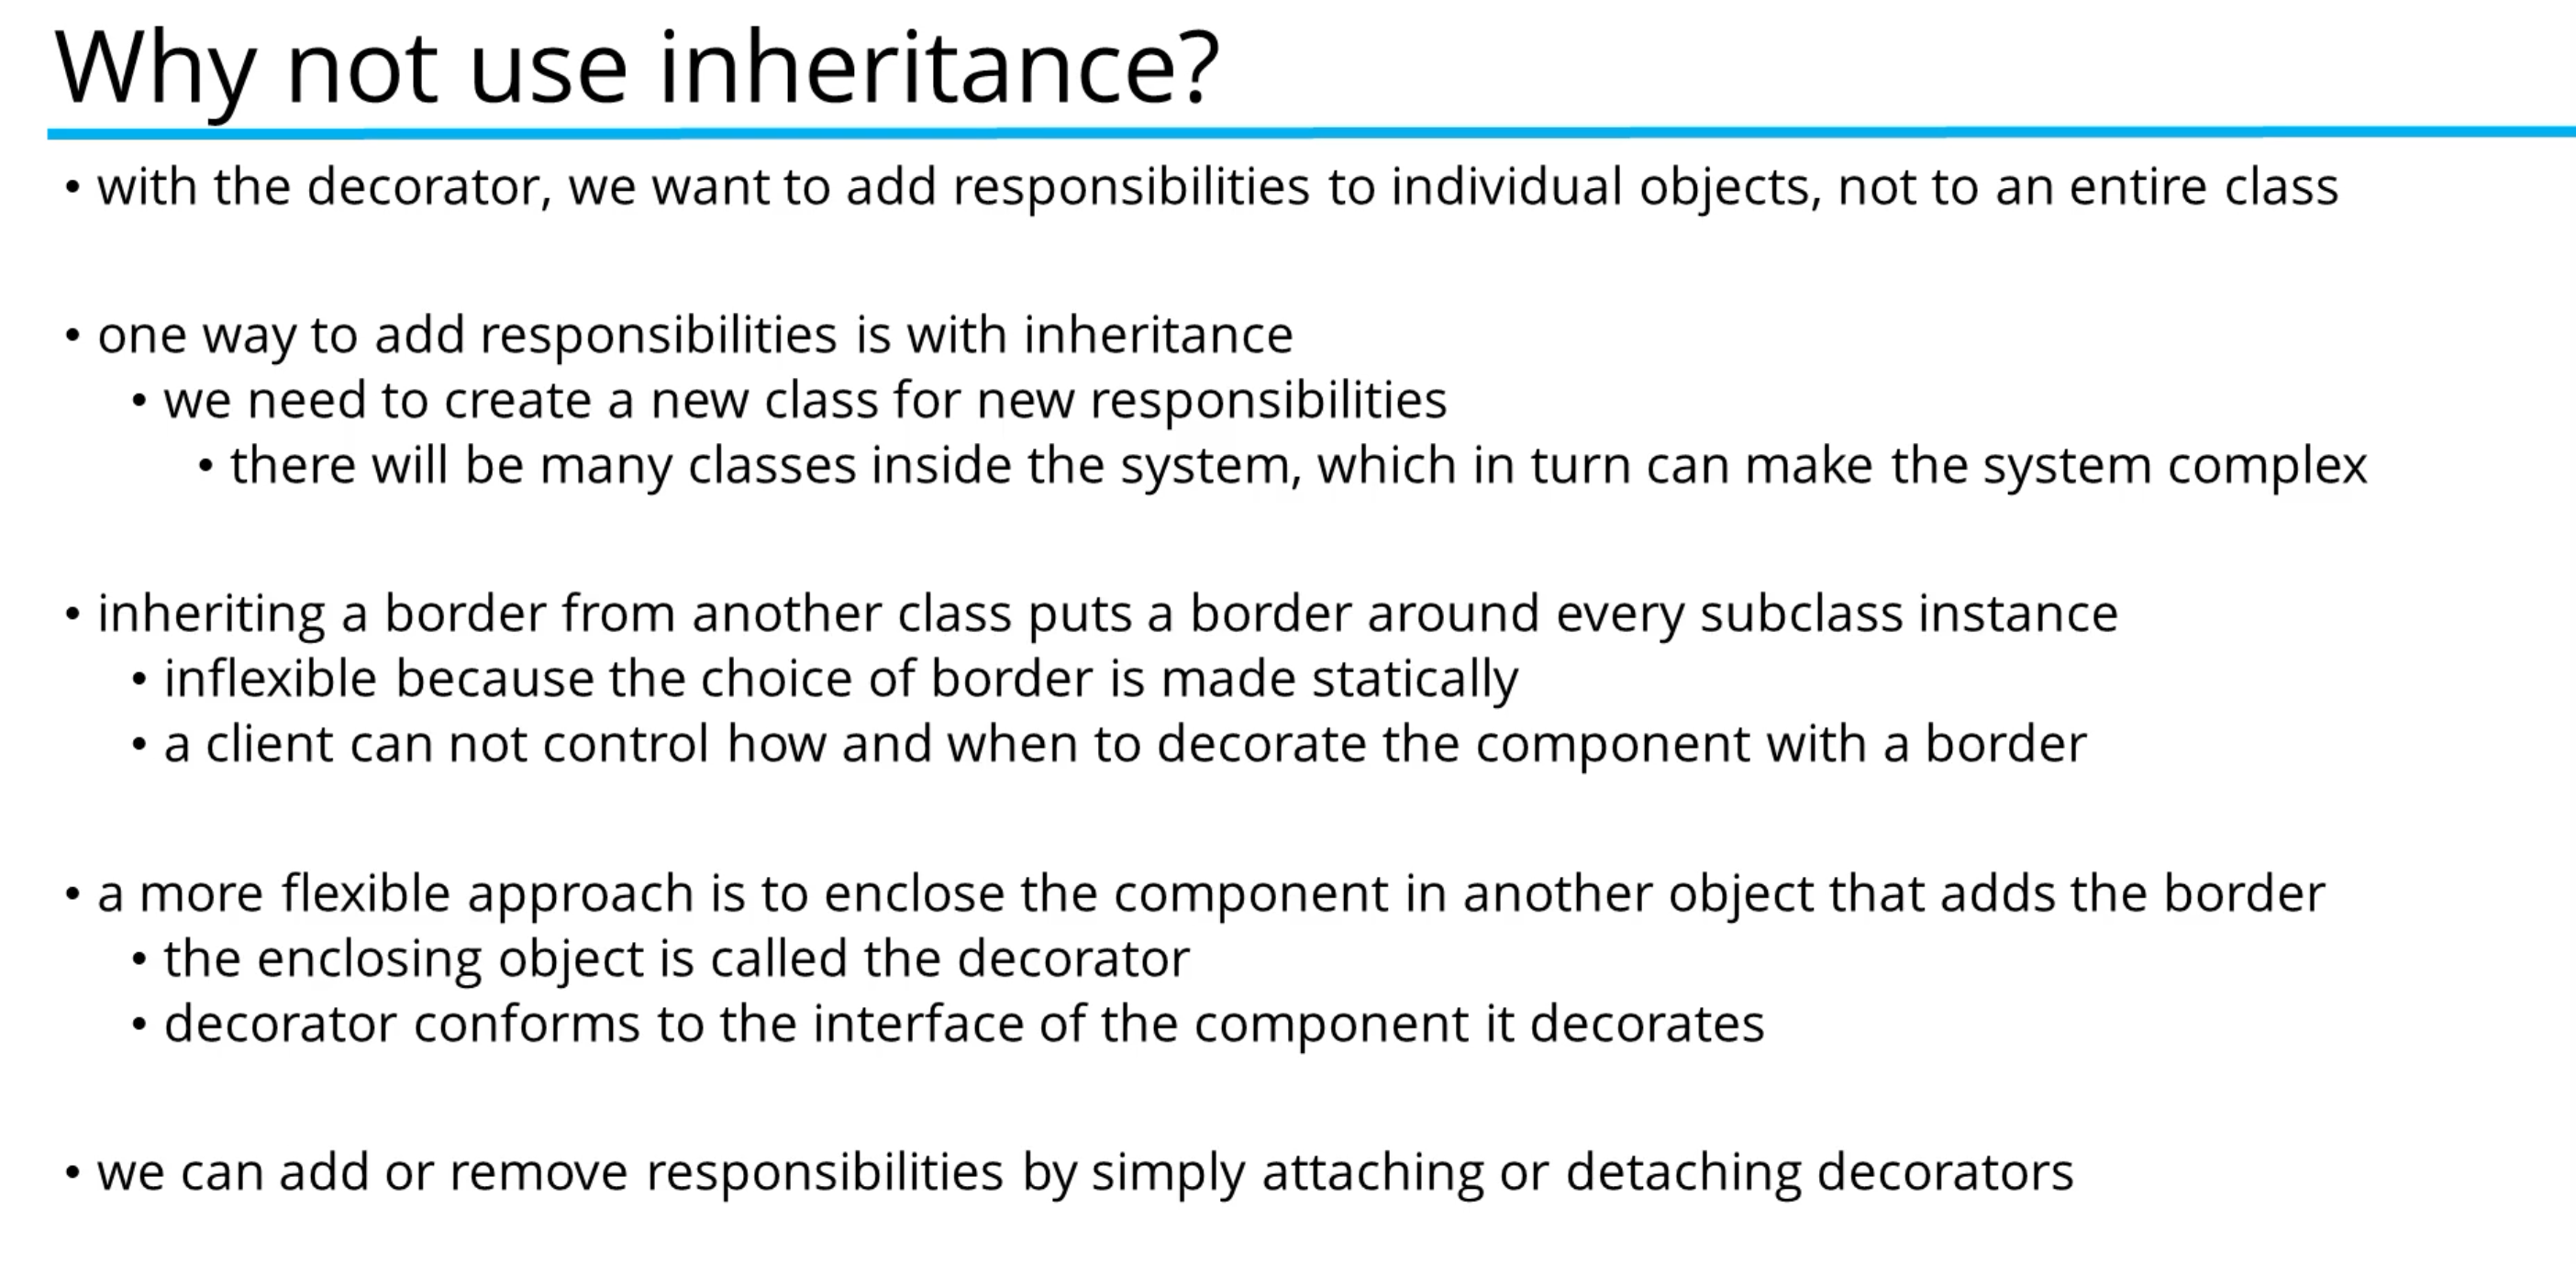 Why not use inheritance?
• with the decorator, we want to add responsibilities to individual objects, not to an entire class
• one way to add responsibilities is with inheritance
• we need to create a new class for new responsibilities
• there will be many classes inside the system, which in turn can make the system complex
• inheriting a border from another class puts a border around every subclass instance
• inflexible because the choice of border is made statically
• a client can not control how and when to decorate the component with a border
• a more flexible approach is to enclose the component in another object that adds the border
• the enclosing object is called the decorator
• decorator conforms to the interface of the component it decorates
• we can add or remove responsibilities by simply attaching or detaching decorators